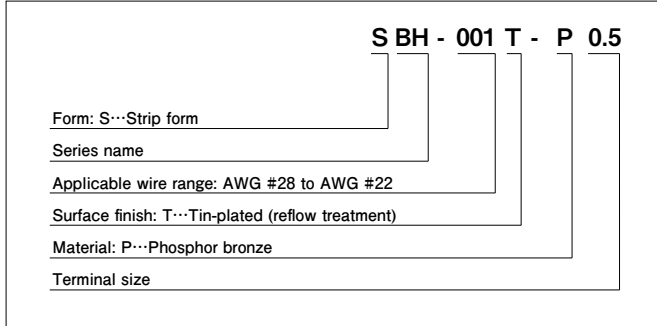 S BH - 001 T - P 0.5
Form: S…Strip form
Series name
Applicable wire range: AWG #28 to AWG #22
Surface finish: T…Tin-plated (reflow treatment)
Material: P…Phosphor bronze
Terminal size